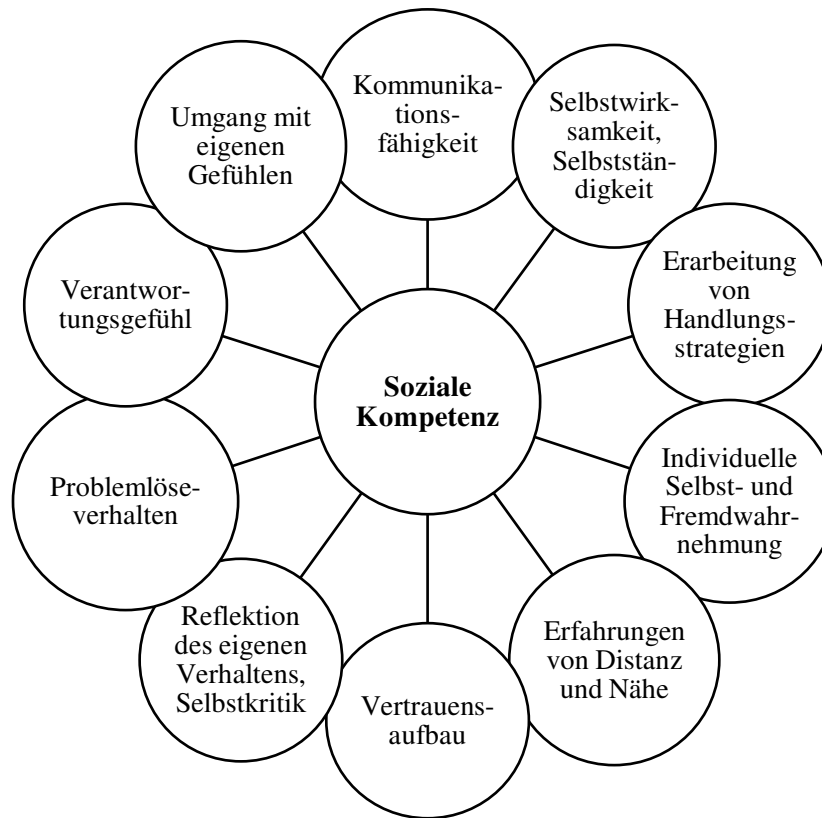 Kommunika-
tions-
fähigkeit
Selbstwirk-
samkeit,
Selbststän-
digkeit
Erarbeitung
von
Handlungs-
strategien
Individuelle
Selbst- und
Fremdwahr-
nehmung
Erfahrungen
von Distanz
und Nähe
Vertrauens-
aufbau
Reflektion
des eigenen
Verhaltens,
Selbstkritik
Problemlöse-
verhalten
Verantwor-
tungsgefühl
Umgang mit
eigenen
Gefühlen
Soziale
Kompetenz